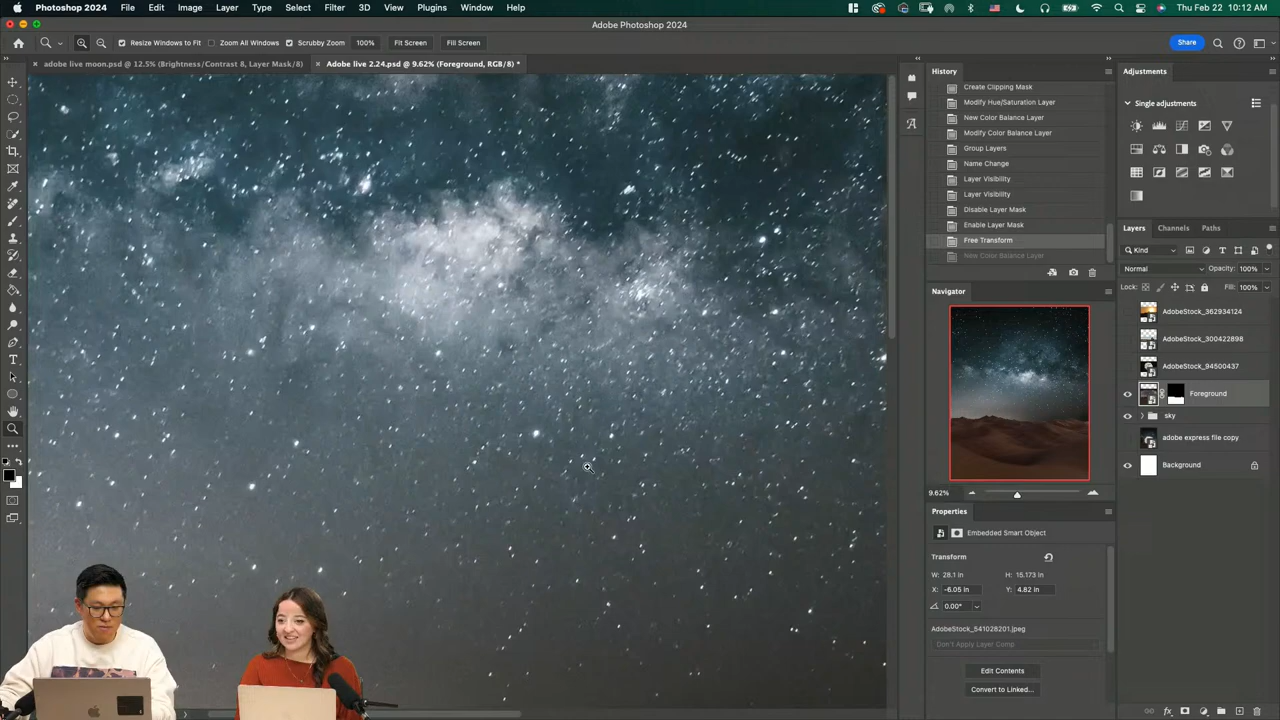 Photoshop 2024 File Edit Image Layer Type Select Filter 3D View Plugins Window Help Thu Feb 22 10:12 AM
Adobe Photoshop 2024
Resize Windows to Fit Zoom All Windows Scrubby Zoom 100% Fit Screen Fill Screen Share
adobe live moon.psd @ 12.5% (Brightness/Contrast 8, Layer Mask/8)
Adobe live 2.24.psd @ 9.62% (Foreground, RGB/8) *
History
Create Clipping Mask
Modify Hue/Saturation Layer
New Color Balance Layer
Modify Color Balance Layer
Group Layers
Name Change
Layer Visibility
Layer Visibility
Disable Layer Mask
Enable Layer Mask
Free Transform
New Color Balance Layer
Navigator
9.62%
Properties
Embedded Smart Object
Transform
W: 28.1 in H: 15.173 in
X: -6.05 in Y: 4.82 in
0.00°
AdobeStock_541028201.jpeg
Don't Apply Layer Comp
Edit Contents
Convert to Linked...
Adjustments
Single adjustments
Layers Channels Paths
Kind
Normal Opacity: 100%
Lock: Fill: 100%
AdobeStock_362934124
AdobeStock_300422898
AdobeStock_94500437
Foreground
sky
adobe express file copy
Background